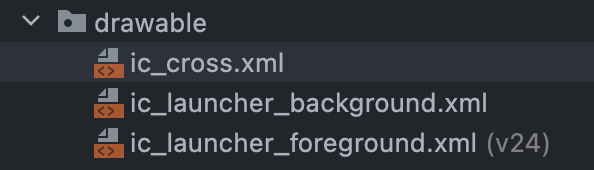 drawable
ic_cross.xml
ic_launcher_background.xml
ic_launcher_foreground.xml (v24)